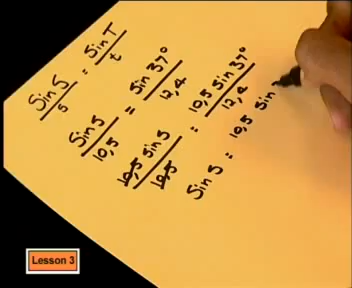 Sin S / s = Sin T / t
Sin S / 10,5 = Sin 37° / 12,4
10,5 Sin S / 10,5 = 10,5 Sin 37° / 12,4
Sin S = 10,5 Sin
Lesson 3